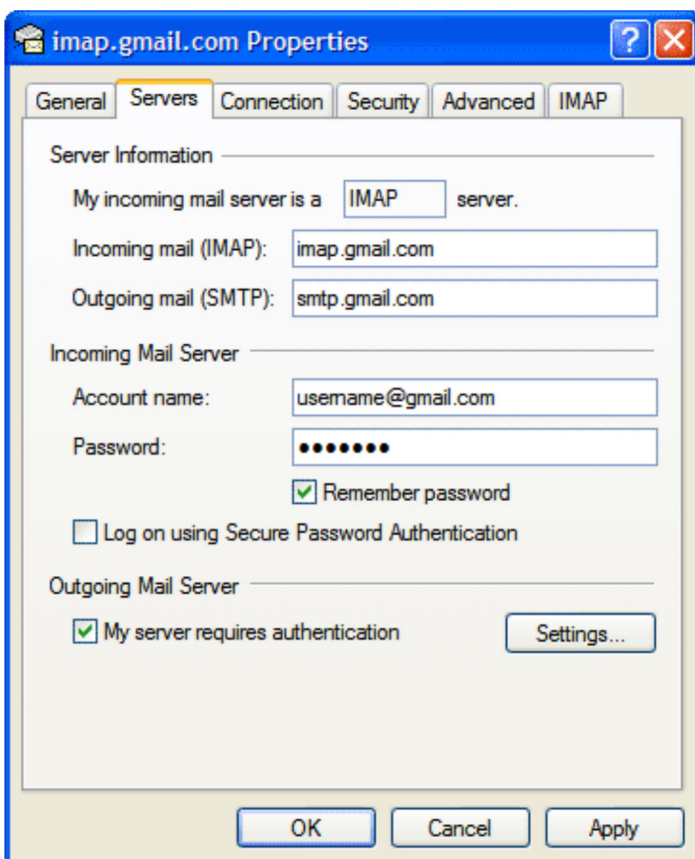 imap.gmail.com Properties
General Servers Connection Security Advanced IMAP
Server Information
My incoming mail server is a IMAP server.
Incoming mail (IMAP): imap.gmail.com
Outgoing mail (SMTP): smtp.gmail.com
Incoming Mail Server
Account name: username@gmail.com
Password: •••••••
Remember password
Log on using Secure Password Authentication
Outgoing Mail Server
My server requires authentication Settings...
OK Cancel Apply